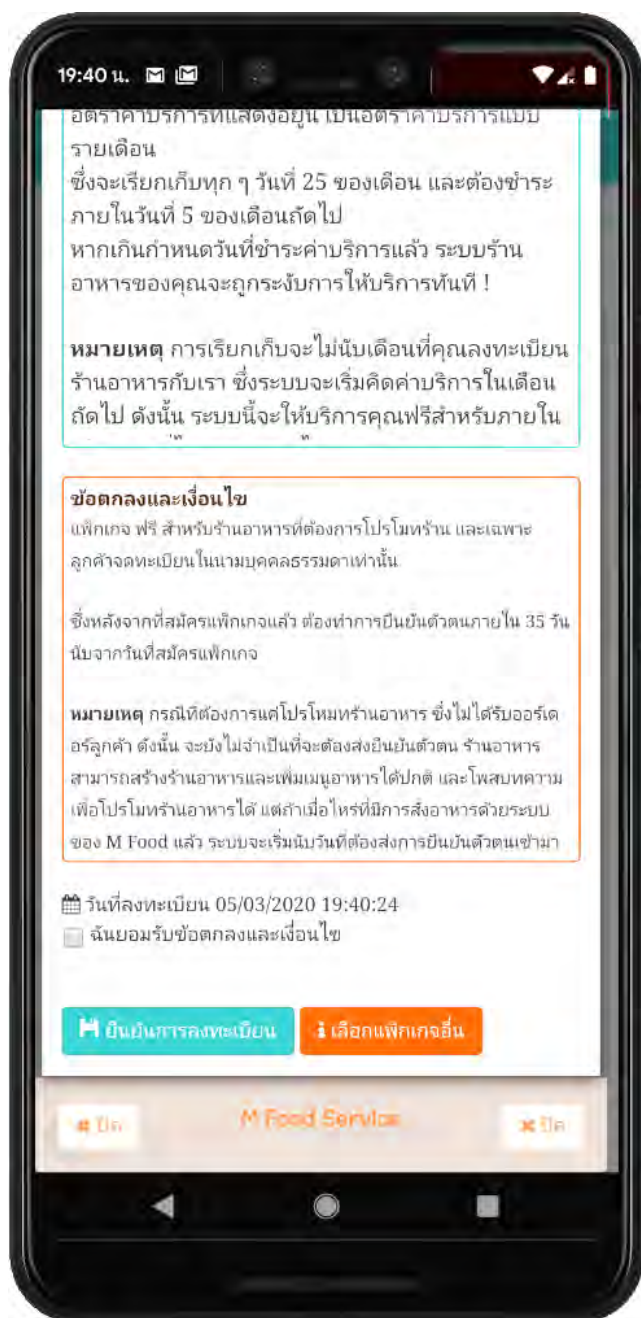 19:40 น.
อัตราค่าบริการที่แสดงอยู่นี้ เป็นอัตราค่าบริการแบบ
รายเดือน
ซึ่งจะเรียกเก็บทุก ๆ วันที่ 25 ของเดือน และต้องชำระ
ภายในวันที่ 5 ของเดือนถัดไป
หากเกินกำหนดวันที่ชำระค่าบริการแล้ว ระบบร้าน
อาหารของคุณจะถูกระงับการให้บริการทันที !
หมายเหตุ การเรียกเก็บจะไม่นับเดือนที่คุณลงทะเบียน
ร้านอาหารกับเรา ซึ่งระบบจะเริ่มคิดค่าบริการในเดือน
ถัดไป ดังนั้น ระบบนี้จะให้บริการคุณฟรีสำหรับภายใน
ข้อตกลงและเงื่อนไข
แพ็กเกจ ฟรี สำหรับร้านอาหารที่ต้องการโปรโมทร้าน และเฉพาะ
ลูกค้าจดทะเบียนในนามบุคคลธรรมดาเท่านั้น
ซึ่งหลังจากที่สมัครแพ็กเกจแล้ว ต้องทำการยืนยันตัวตนภายใน 35 วัน
นับจากวันที่สมัครแพ็กเกจ
หมายเหตุ กรณีที่ต้องการแค่โปรโหมทร้านอาหาร ซึ่งไม่ได้รับออร์เด
อร์ลูกค้า ดังนั้น จะยังไม่จำเป็นที่จะต้องส่งยืนยันตัวตน ร้านอาหาร
สามารถสร้างร้านอาหารและเพิ่มเมนูอาหารได้ปกติ และโพสบทความ
เพื่อโปรโมทร้านอาหารได้ แต่ถ้าเมื่อไหร่ที่มีการสั่งอาหารด้วยระบบ
ของ M Food แล้ว ระบบจะเริ่มนับวันที่ต้องส่งการยืนยันตัวตนเข้ามา
วันที่ลงทะเบียน 05/03/2020 19:40:24
ฉันยอมรับข้อตกลงและเงื่อนไข
ยืนยันการลงทะเบียน
เลือกแพ็กเกจอื่น
M Food Service
ปิด